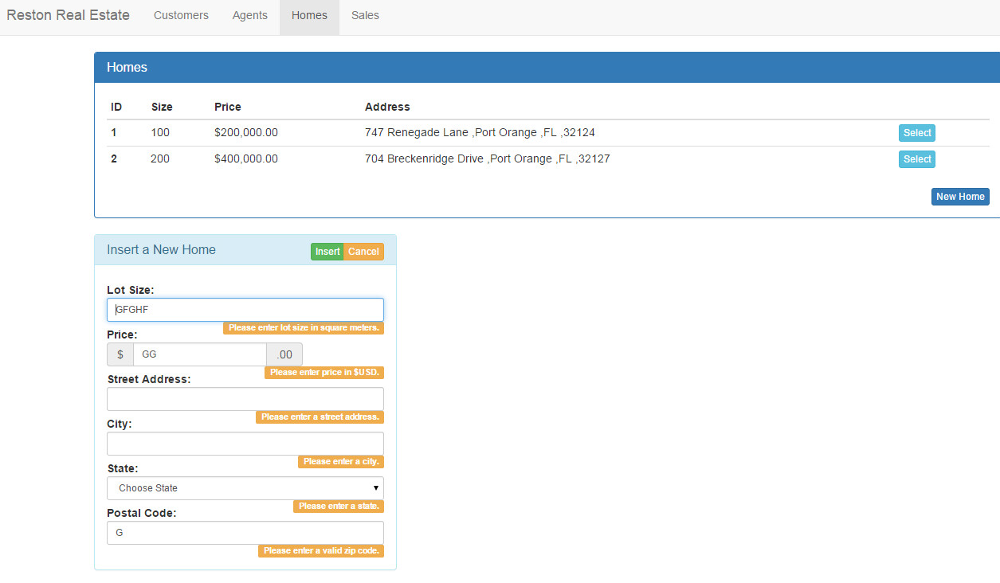 Reston Real Estate Customers Agents Homes Sales
Homes
ID Size Price Address
1 100 $200,000.00 747 Renegade Lane ,Port Orange ,FL ,32124 Select
2 200 $400,000.00 704 Breckenridge Drive ,Port Orange ,FL ,32127 Select
New Home
Insert a New Home Insert Cancel
Lot Size:
GFGHF
Please enter lot size in square meters.
Price:
$ GG .00
Please enter price in $USD.
Street Address:
Please enter a street address.
City:
Please enter a city.
State:
Choose State
Please enter a state.
Postal Code:
G
Please enter a valid zip code.